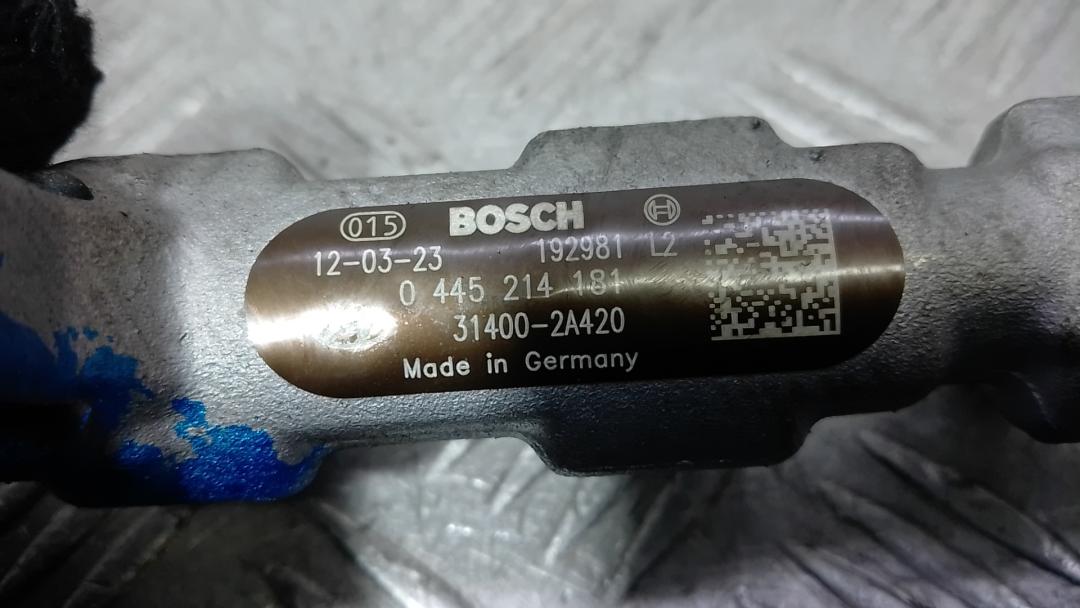 015 BOSCH
12-03-23 192981 L2
0 445 214 181
31400-2A420
Made in Germany